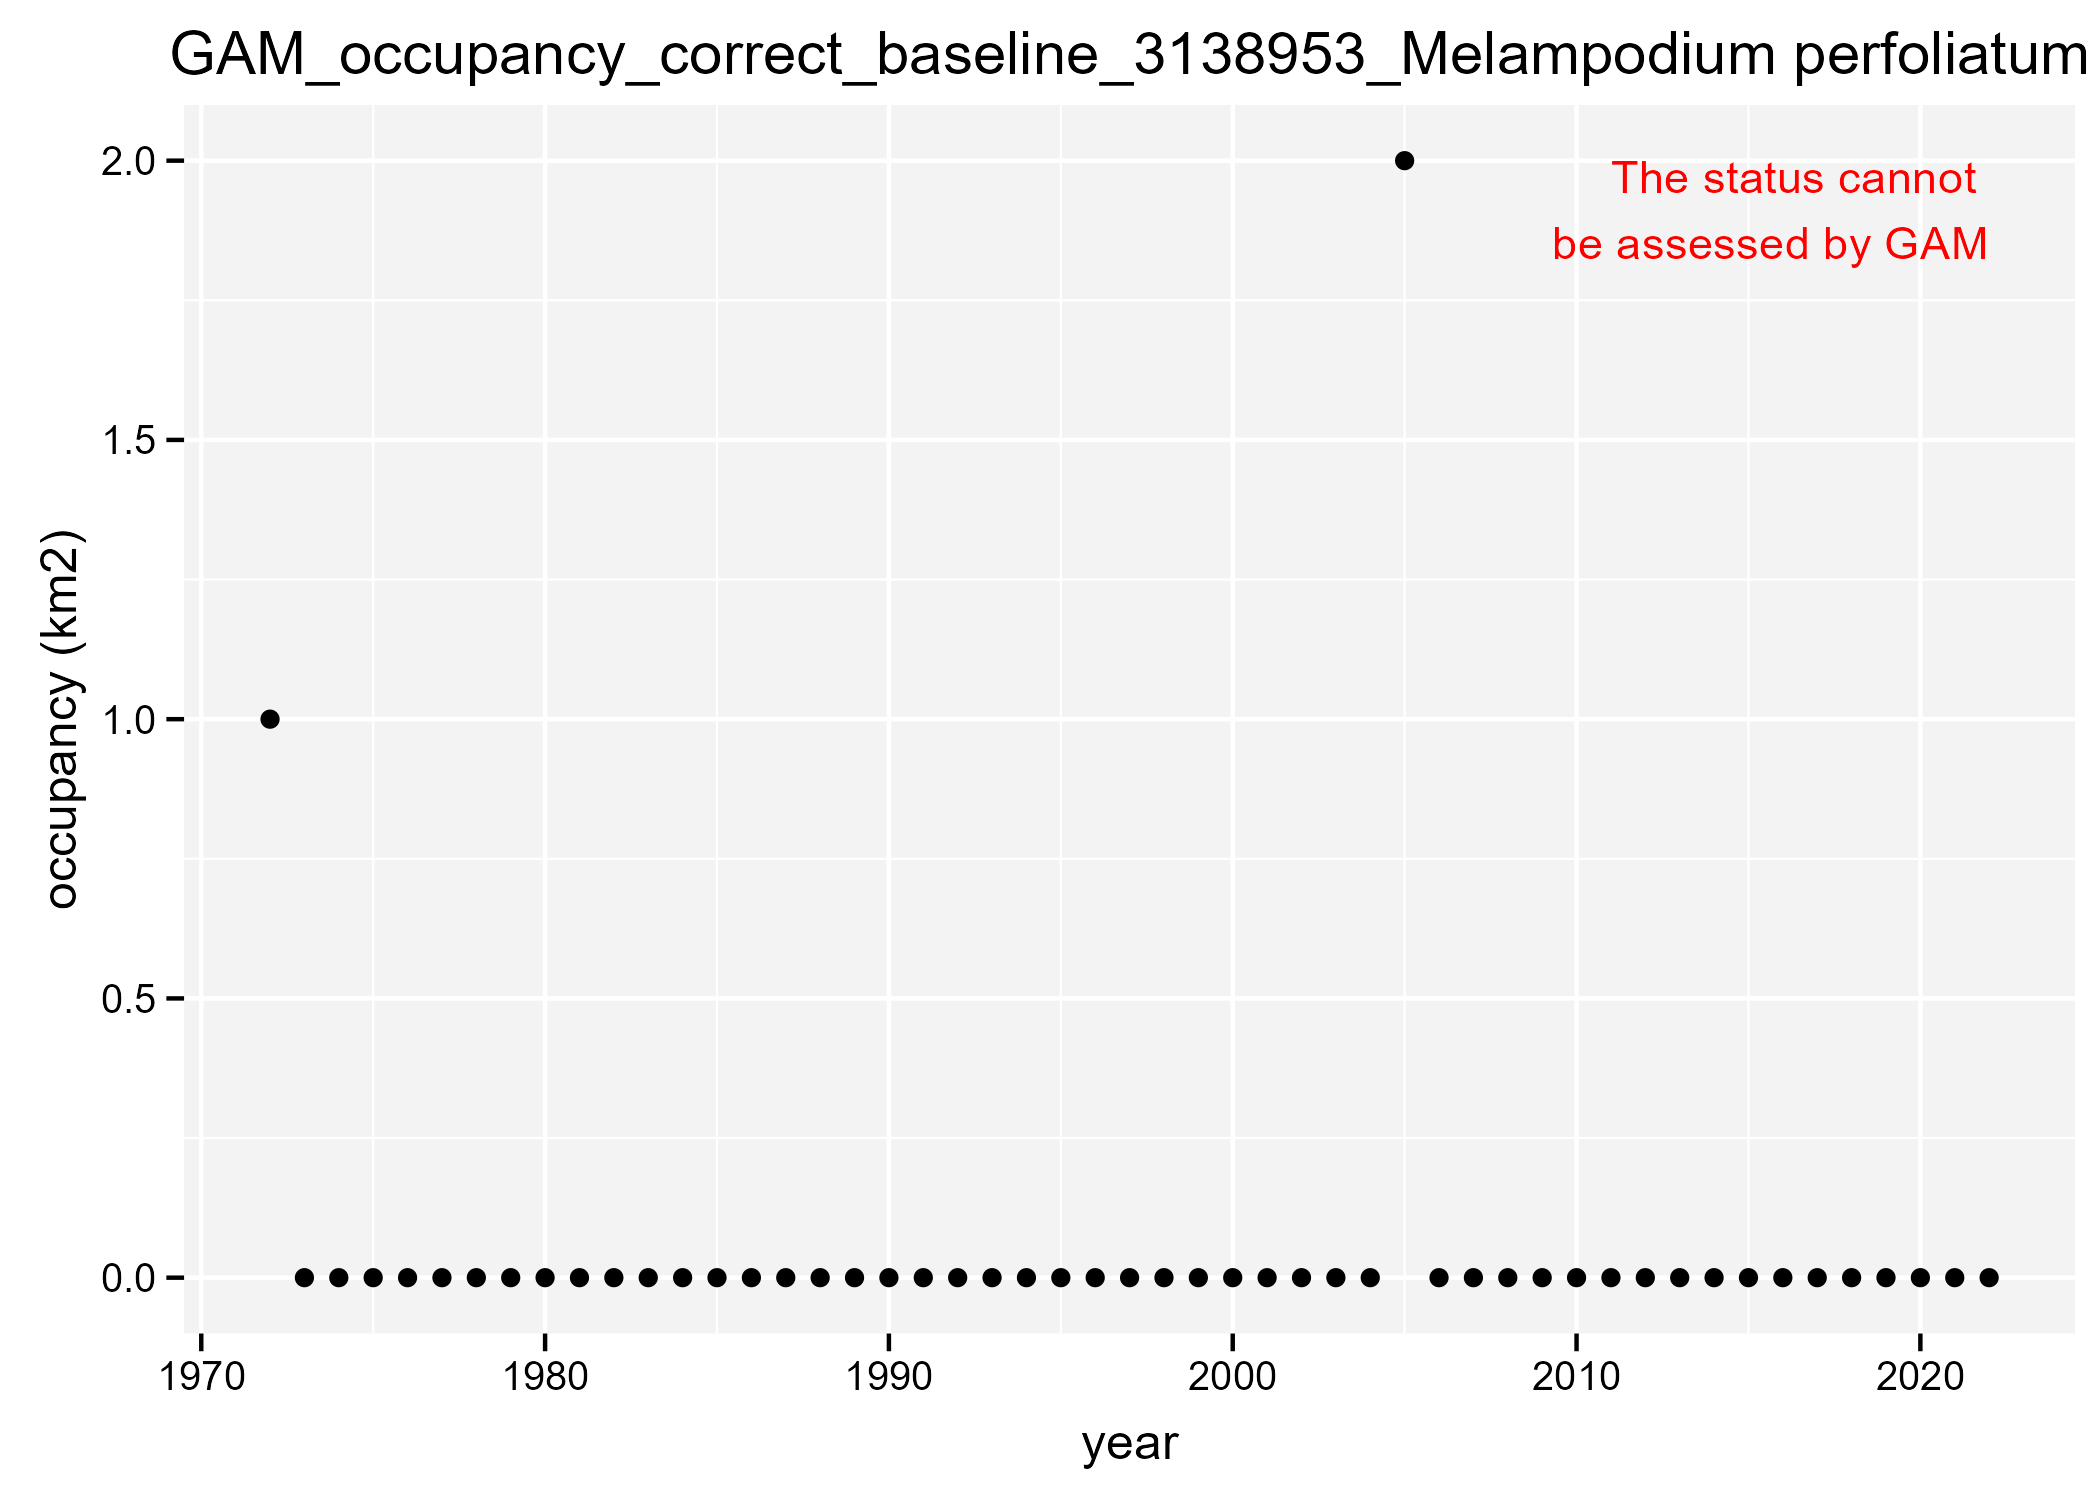 GAM_occupancy_correct_baseline_3138953_Melampodium perfoliatum
The status cannot
be assessed by GAM
occupancy (km2)
2.0
1.5
1.0
0.5
0.0
1970 1980 1990 2000 2010 2020
year